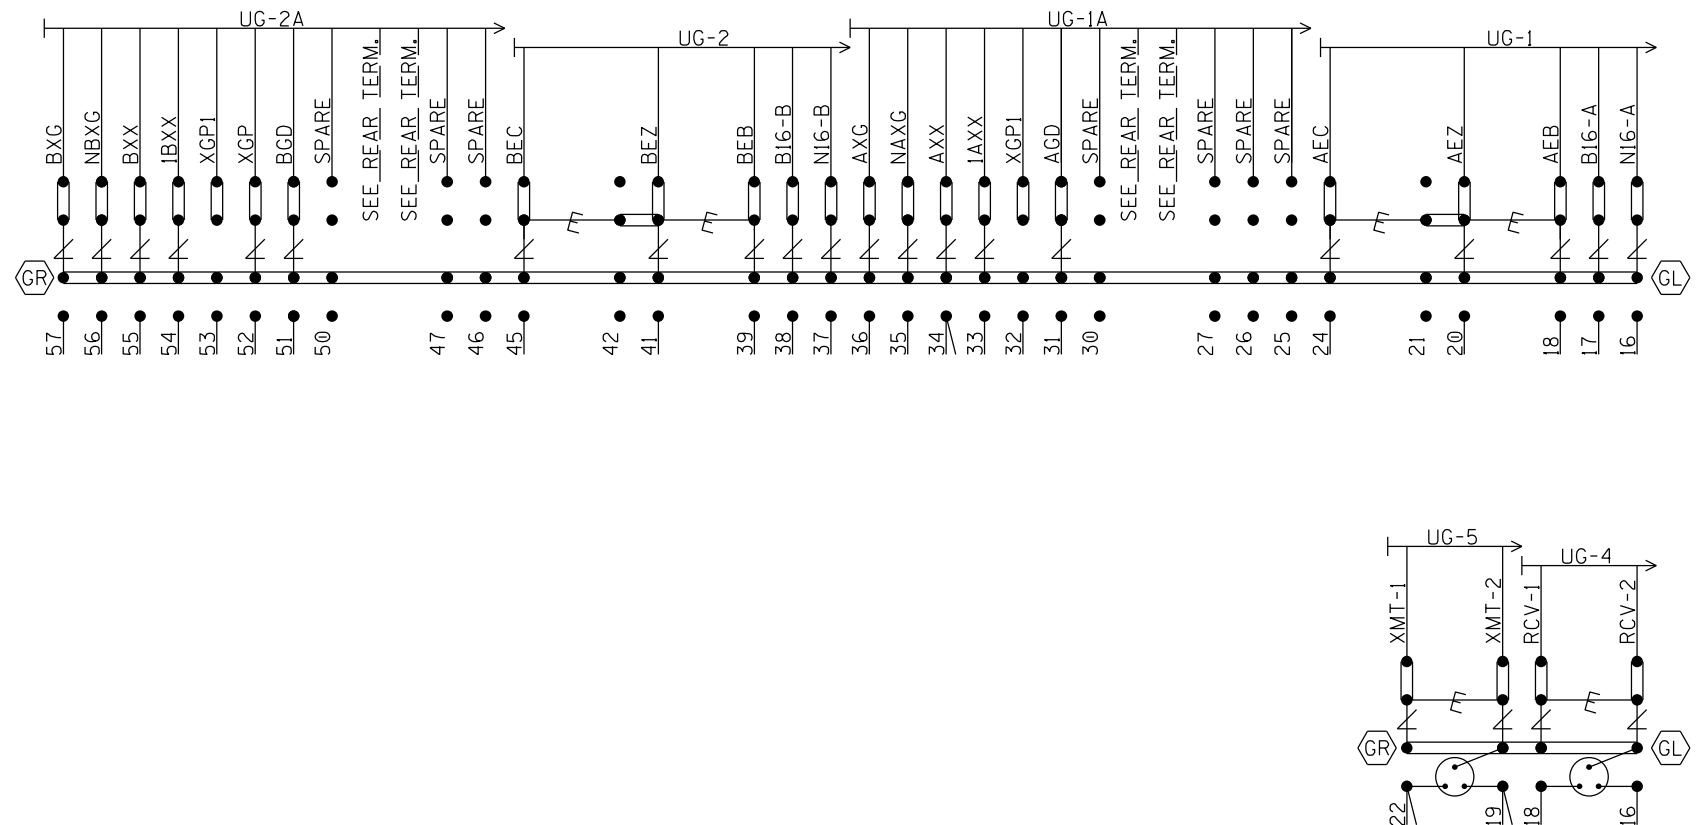 UG-2A
UG-1A
UG-2
UG-1
BXG
NBXG
BXX
1BXX
XGP1
XGP
BGD
SPARE
SEE REAR TERM.
SEE REAR TERM.
SPARE
SPARE
BEC
BEZ
BEB
B16-B
N16-B
AXG
NAXG
AXX
1AXX
XGP1
AGD
SPARE
SEE REAR TERM.
SEE REAR TERM.
SPARE
SPARE
SPARE
AEC
AEZ
AEB
B16-A
N16-A
GR
GL
57
56
55
54
53
52
51
50
47
46
45
42
41
39
38
37
36
35
34
33
32
31
30
27
26
25
24
21
20
18
17
16
UG-5
UG-4
XMT-1
XMT-2
RCV-1
RCV-2
GR
GL
22
19
18
16